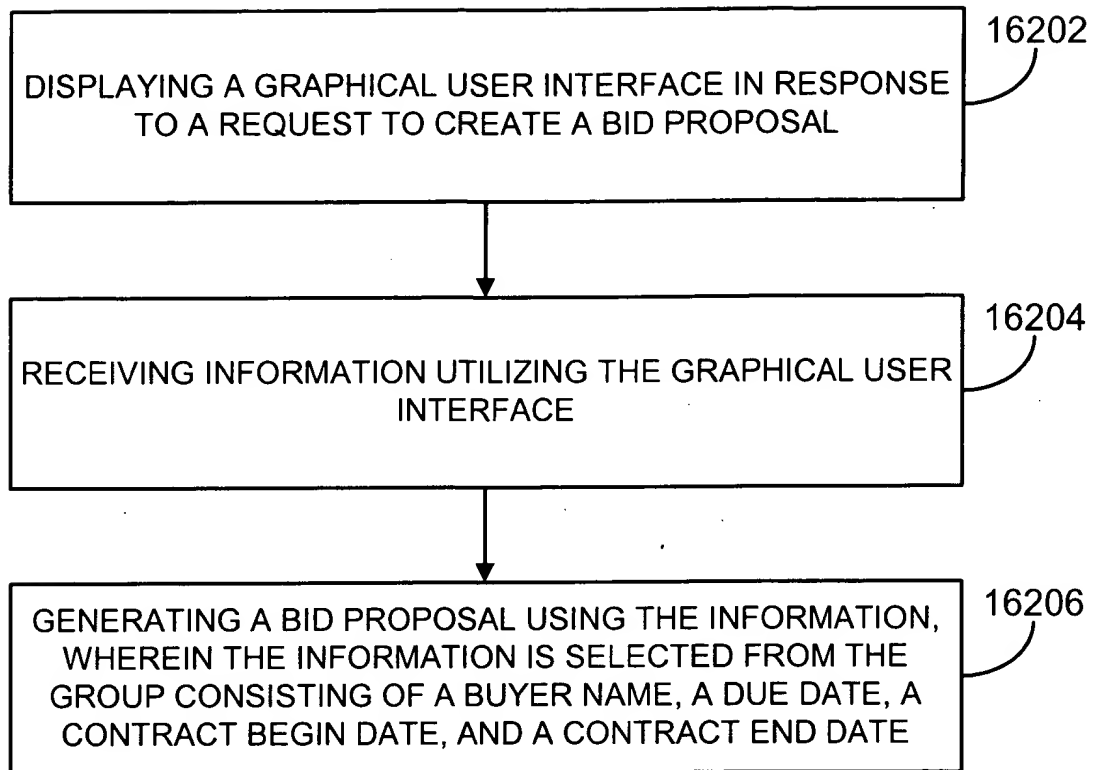 16202
DISPLAYING A GRAPHICAL USER INTERFACE IN RESPONSE
TO A REQUEST TO CREATE A BID PROPOSAL
16204
RECEIVING INFORMATION UTILIZING THE GRAPHICAL USER
INTERFACE
16206
GENERATING A BID PROPOSAL USING THE INFORMATION,
WHEREIN THE INFORMATION IS SELECTED FROM THE
GROUP CONSISTING OF A BUYER NAME, A DUE DATE, A
CONTRACT BEGIN DATE, AND A CONTRACT END DATE